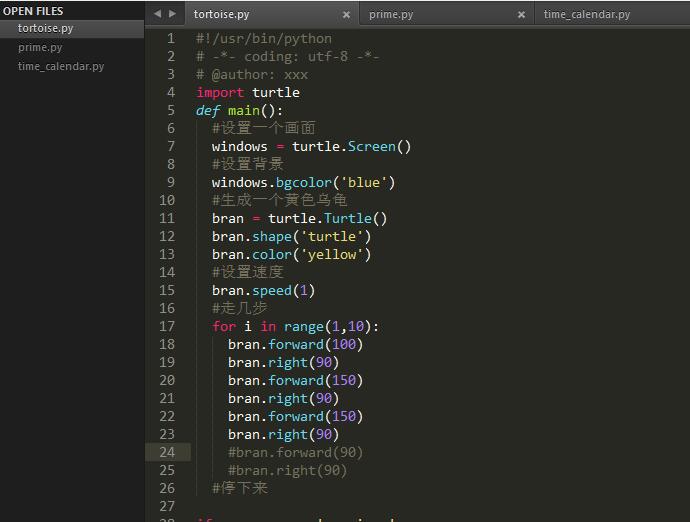 OPEN FILES
tortoise.py
prime.py
time_calendar.py
tortoise.py × prime.py × time_calendar.py
1 #!/usr/bin/python
2 # -*- coding: utf-8 -*-
3 # @author: xxx
4 import turtle
5 def main():
6 #设置一个画面
7 windows = turtle.Screen()
8 #设置背景
9 windows.bgcolor('blue')
10 #生成一个黄色乌龟
11 bran = turtle.Turtle()
12 bran.shape('turtle')
13 bran.color('yellow')
14 #设置速度
15 bran.speed(1)
16 #走几步
17 for i in range(1,10):
18 bran.forward(100)
19 bran.right(90)
20 bran.forward(150)
21 bran.right(90)
22 bran.forward(150)
23 bran.right(90)
24 #bran.forward(90)
25 #bran.right(90)
26 #停下来
27